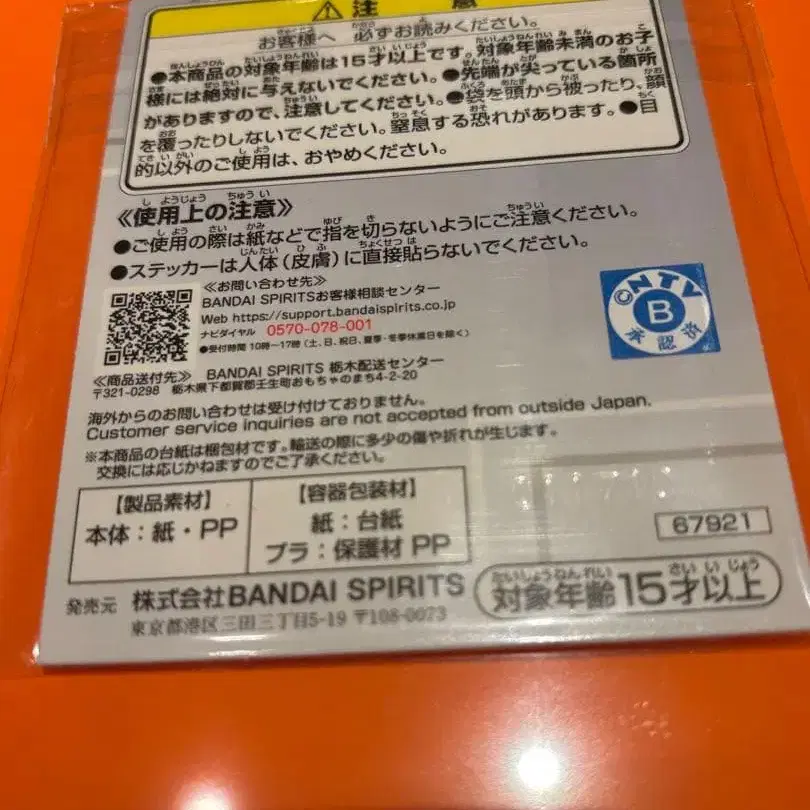 ⚠注 意
お客様へ 必ずお読みください。
●本商品の対象年齢は15才以上です。対象年齢未満のお子
様には絶対に与えないでください。●先端が尖っている箇所
がありますので、注意してください。●袋を頭から被ったり、顔
を覆ったりしないでください。窒息する恐れがあります。●目
的以外のご使用は、おやめください。
《使用上の注意》
●ご使用の際は紙などで指を切らないようにご注意ください。
●ステッカーは人体(皮膚)に直接貼らないでください。
≪お問い合わせ先≫
BANDAI SPIRITSお客様相談センター
Web https://support.bandaispirits.co.jp
ナビダイヤル 0570-078-001
●受付時間 10時〜17時(土、日、祝日、夏季・冬季休業日を除く)
≪商品送付先≫ BANDAI SPIRITS 栃木配送センター
〒321-0298 栃木県下都賀郡壬生町おもちゃのまち4-2-20
CNTV
B
承認済
海外からのお問い合わせは受け付けておりません。
Customer service inquiries are not accepted from outside Japan.
※本商品の台紙は梱包材です。輸送の際に多少の傷や折れが生じます。
交換には応じかねますのでご了承ください。
【製品素材】
本体:紙・PP
【容器包装材】
紙:台紙
プラ:保護材 PP
67921
発売元 株式会社BANDAI SPIRITS
東京都港区三田三丁目5-19 〒108-0073
対象年齢15才以上